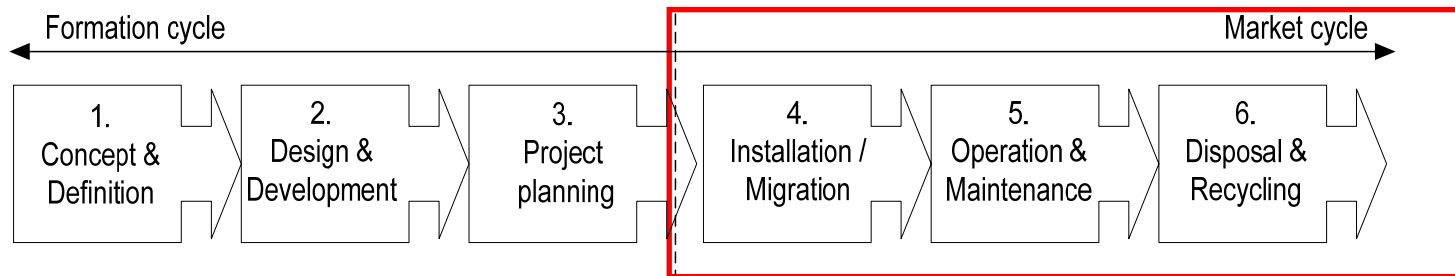 Formation cycle
Market cycle
1.
Concept &
Definition
2.
Design &
Development
3.
Project
planning
4.
Installation /
Migration
5.
Operation &
Maintenance
6.
Disposal &
Recycling